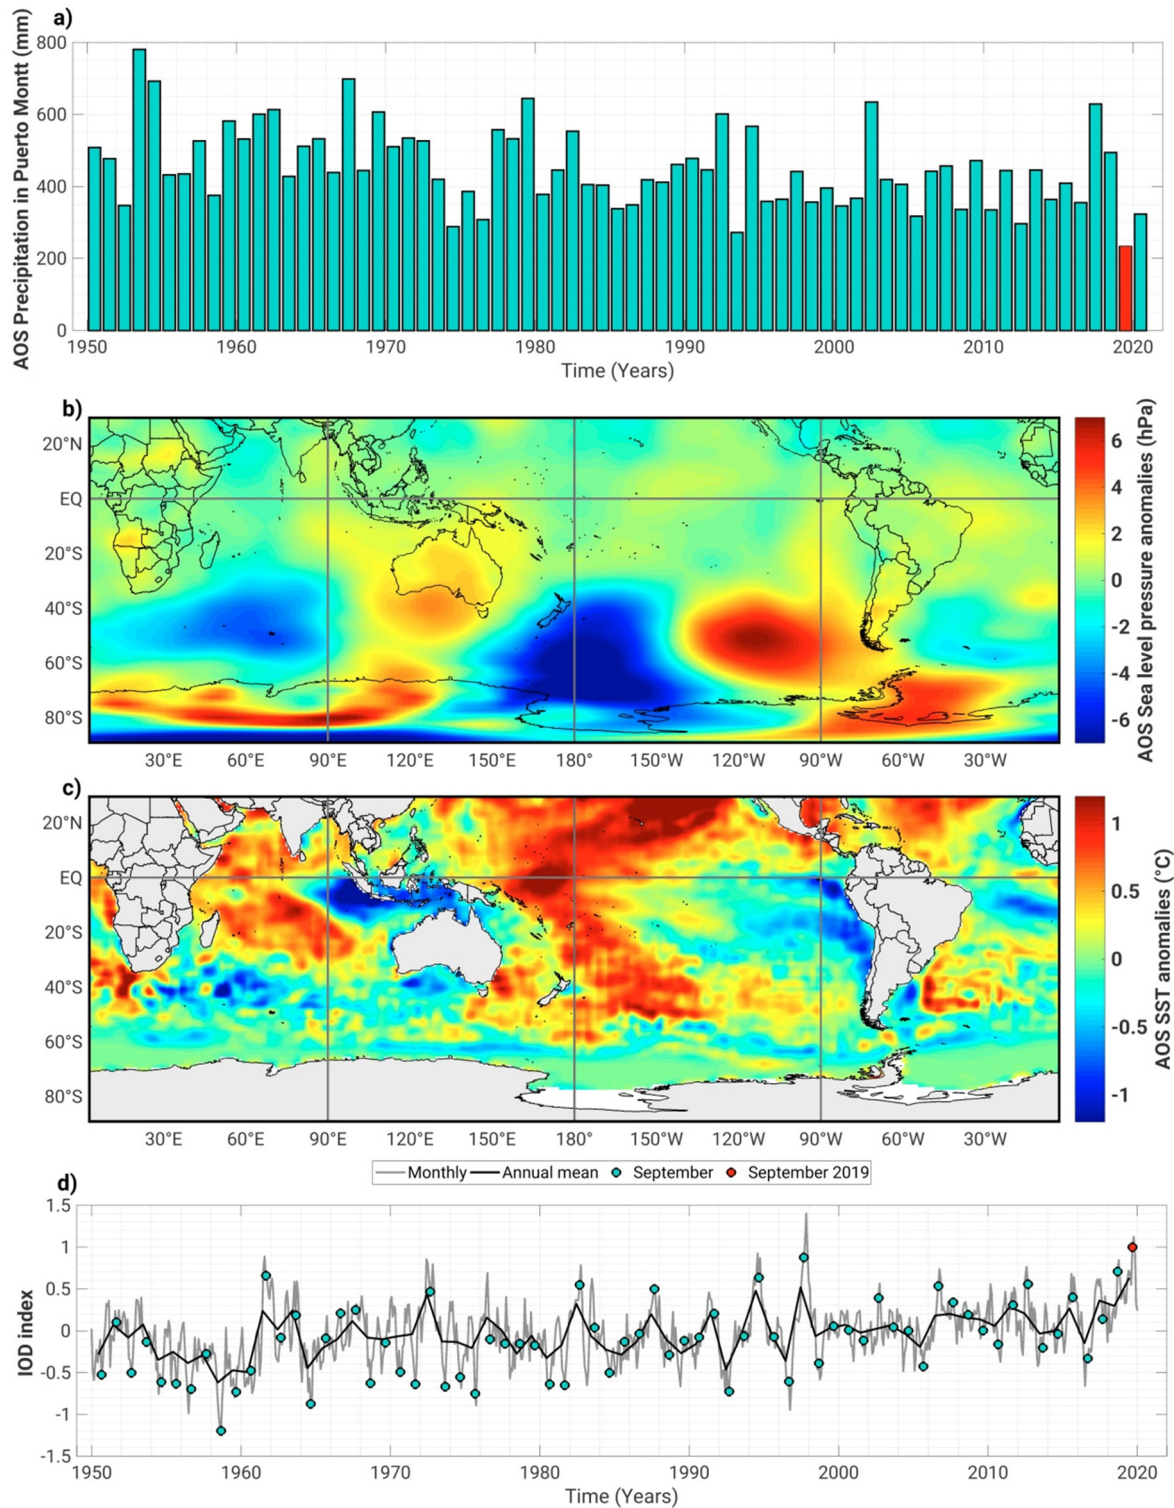 a)
AOS Precipitation in Puerto Montt (mm)
800
600
400
200
0
1950
1960
1970
1980
1990
2000
2010
2020
Time (Years)
b)
20°N
EQ
20°S
40°S
60°S
80°S
30°E
60°E
90°E
120°E
150°E
180°
150°W
120°W
90°W
60°W
30°W
6
4
2
0
-2
-4
-6
AOS Sea level pressure anomalies (hPa)
c)
20°N
EQ
20°S
40°S
60°S
80°S
30°E
60°E
90°E
120°E
150°E
180°
150°W
120°W
90°W
60°W
30°W
1
0.5
0
-0.5
-1
AOS SST anomalies (°C)
Monthly
Annual mean
September
September 2019
d)
IOD index
1.5
1
0.5
0
-0.5
-1
-1.5
1950
1960
1970
1980
1990
2000
2010
2020
Time (Years)